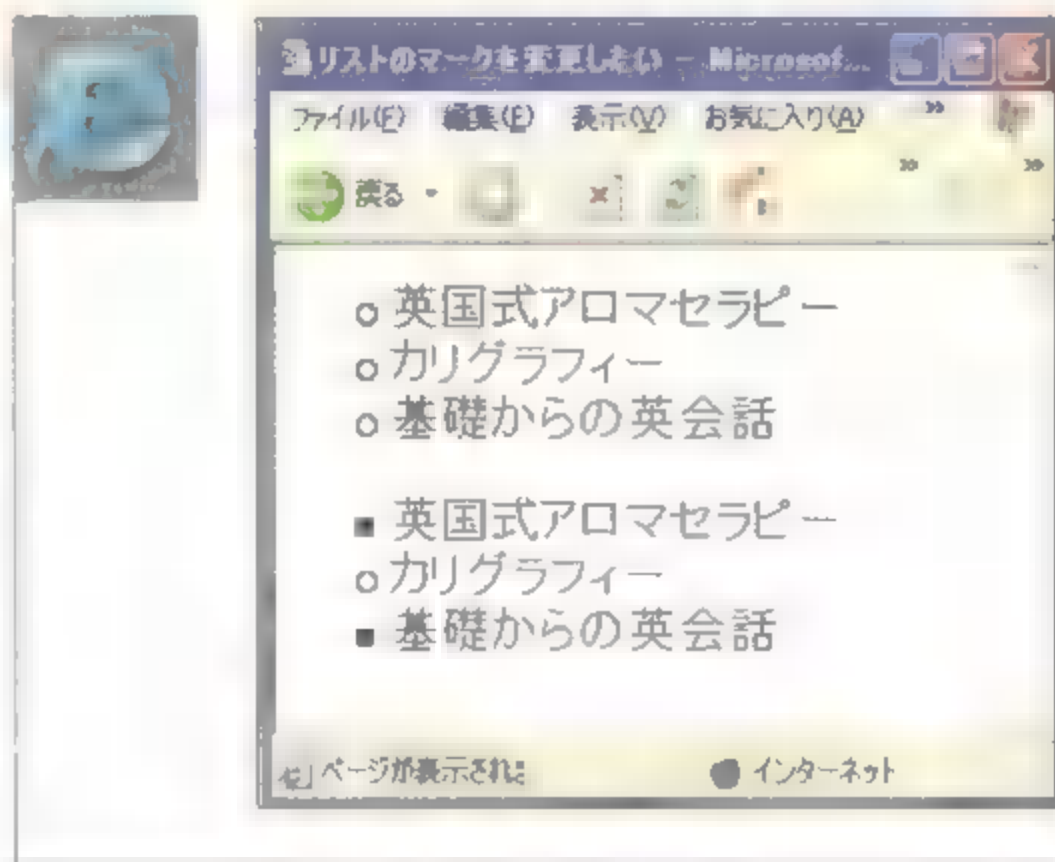 リストのマークを変更したい - Microsof...
ファイル(F) 編集(E) 表示(V) お気に入り(A) »
戻る » »
○ 英国式アロマセラピー
○ カリグラフィー
○ 基礎からの英会話
■ 英国式アロマセラピー
○ カリグラフィー
■ 基礎からの英会話
ページが表示され インターネット